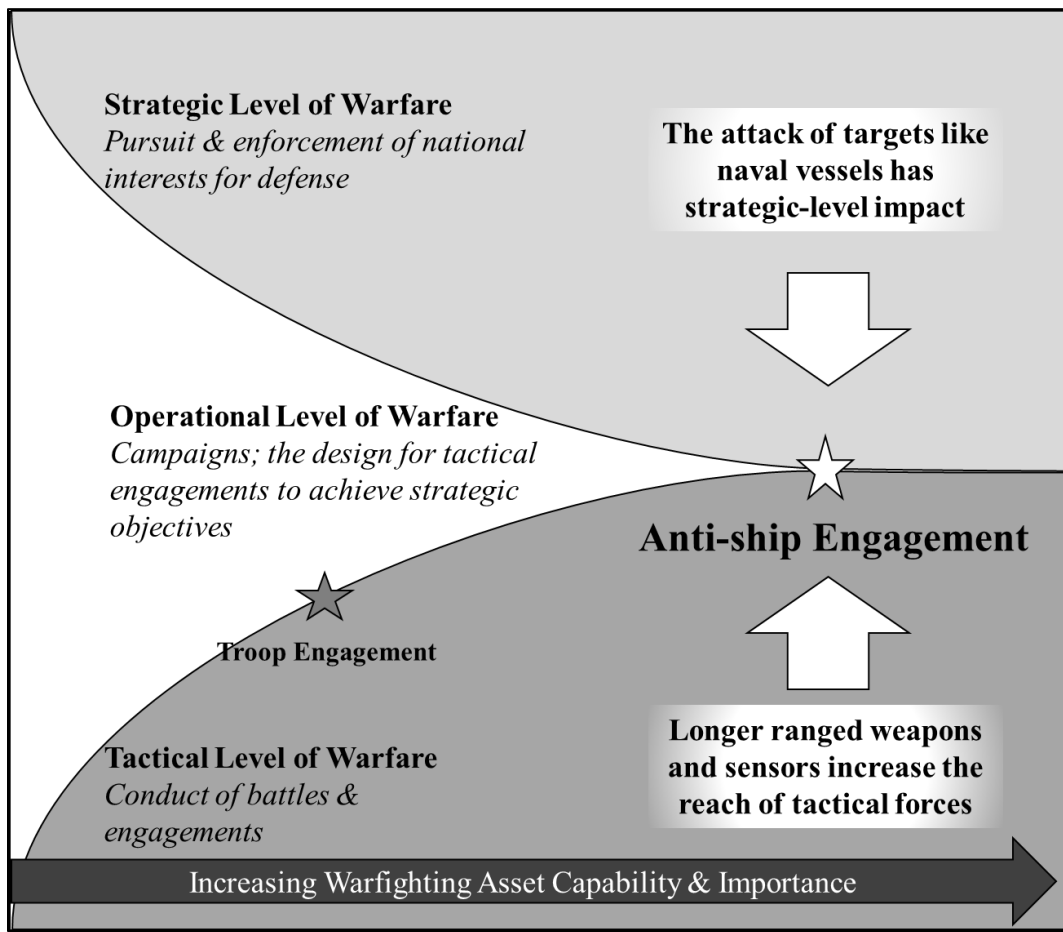 Strategic Level of Warfare
Pursuit & enforcement of national
interests for defense
The attack of targets like
naval vessels has
strategic-level impact
Operational Level of Warfare
Campaigns; the design for tactical
engagements to achieve strategic
objectives
Anti-ship Engagement
Troop Engagement
Tactical Level of Warfare
Conduct of battles &
engagements
Longer ranged weapons
and sensors increase the
reach of tactical forces
Increasing Warfighting Asset Capability & Importance